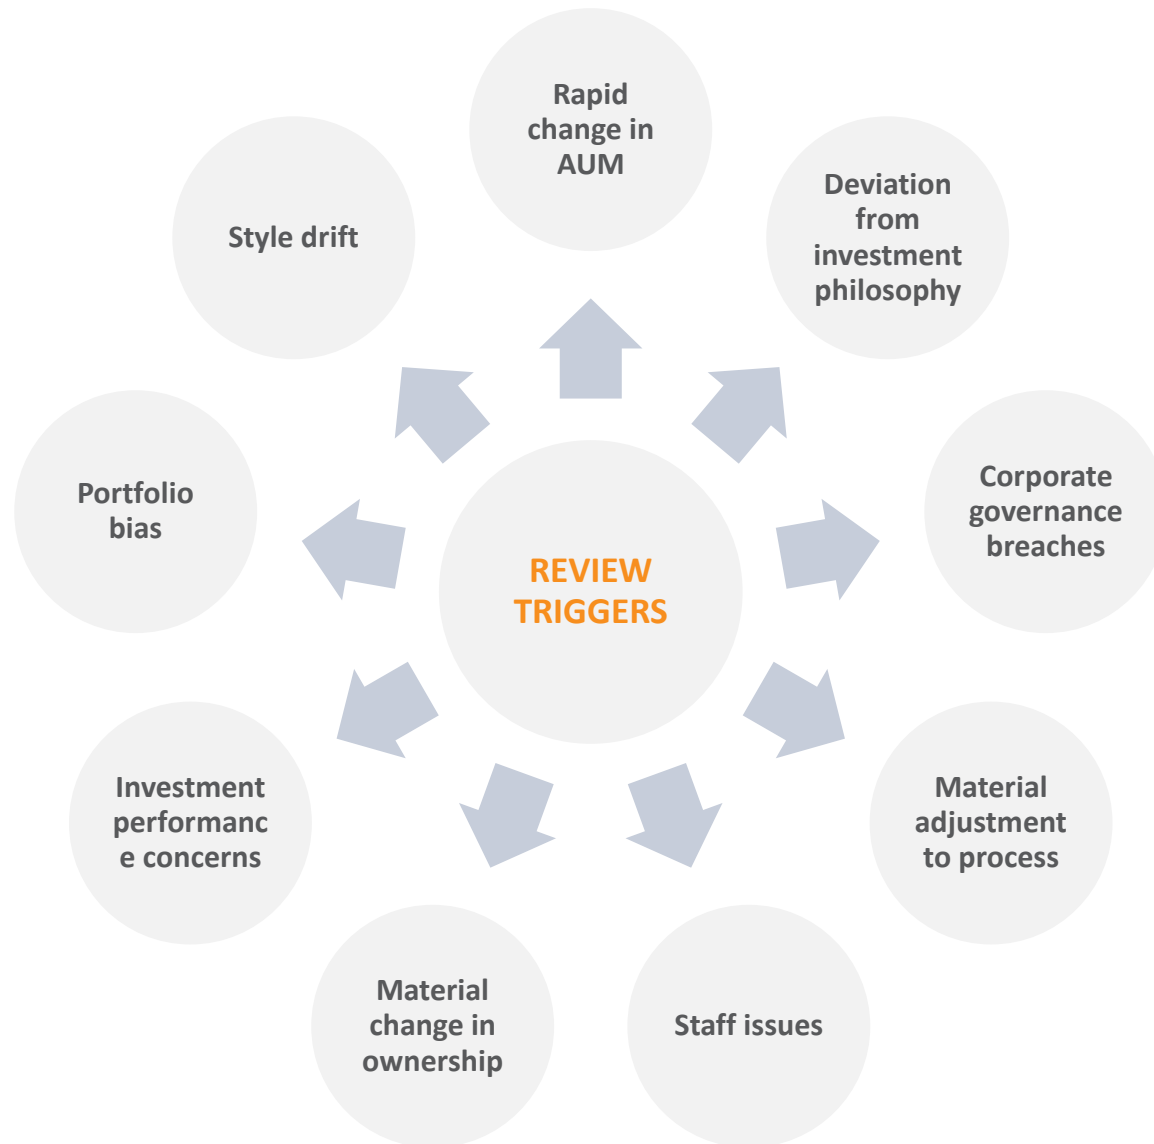 Rapid
change in
AUM
Deviation
from
investment
philosophy
Corporate
governance
breaches
Material
adjustment
to process
Staff issues
Material
change in
ownership
Investment
performanc
e concerns
Portfolio
bias
Style drift
REVIEW
TRIGGERS